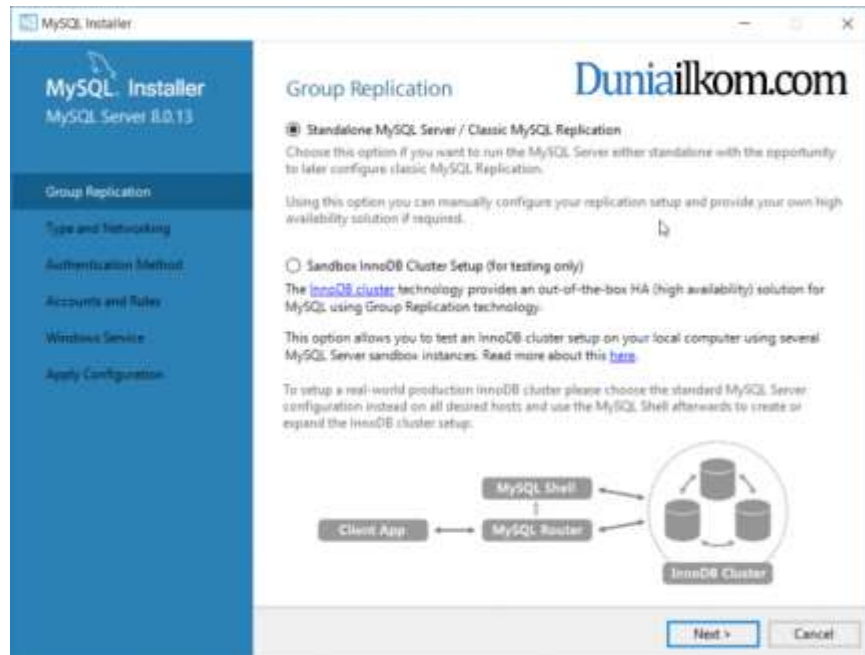 MySQL Installer
MySQL. Installer
MySQL Server 8.0.13
Group Replication
Type and Networking
Authentication Method
Accounts and Roles
Windows Service
Apply Configuration
Group Replication
Duniailkom.com
Standalone MySQL Server / Classic MySQL Replication
Choose this option if you want to run the MySQL Server either standalone with the opportunity
to later configure classic MySQL Replication.
Using this option you can manually configure your replication setup and provide your own high
availability solution if required.
Sandbox InnoDB Cluster Setup (for testing only)
The InnoDB cluster technology provides an out-of-the-box HA (high availability) solution for
MySQL using Group Replication technology.
This option allows you to test an InnoDB cluster setup on your local computer using several
MySQL Server sandbox instances. Read more about this here.
To setup a real-world production InnoDB cluster please choose the standard MySQL Server
configuration instead on all desired hosts and use the MySQL Shell afterwards to create or
expand the InnoDB cluster setup.
MySQL Shell
Client App
MySQL Router
InnoDB Cluster
Next >
Cancel